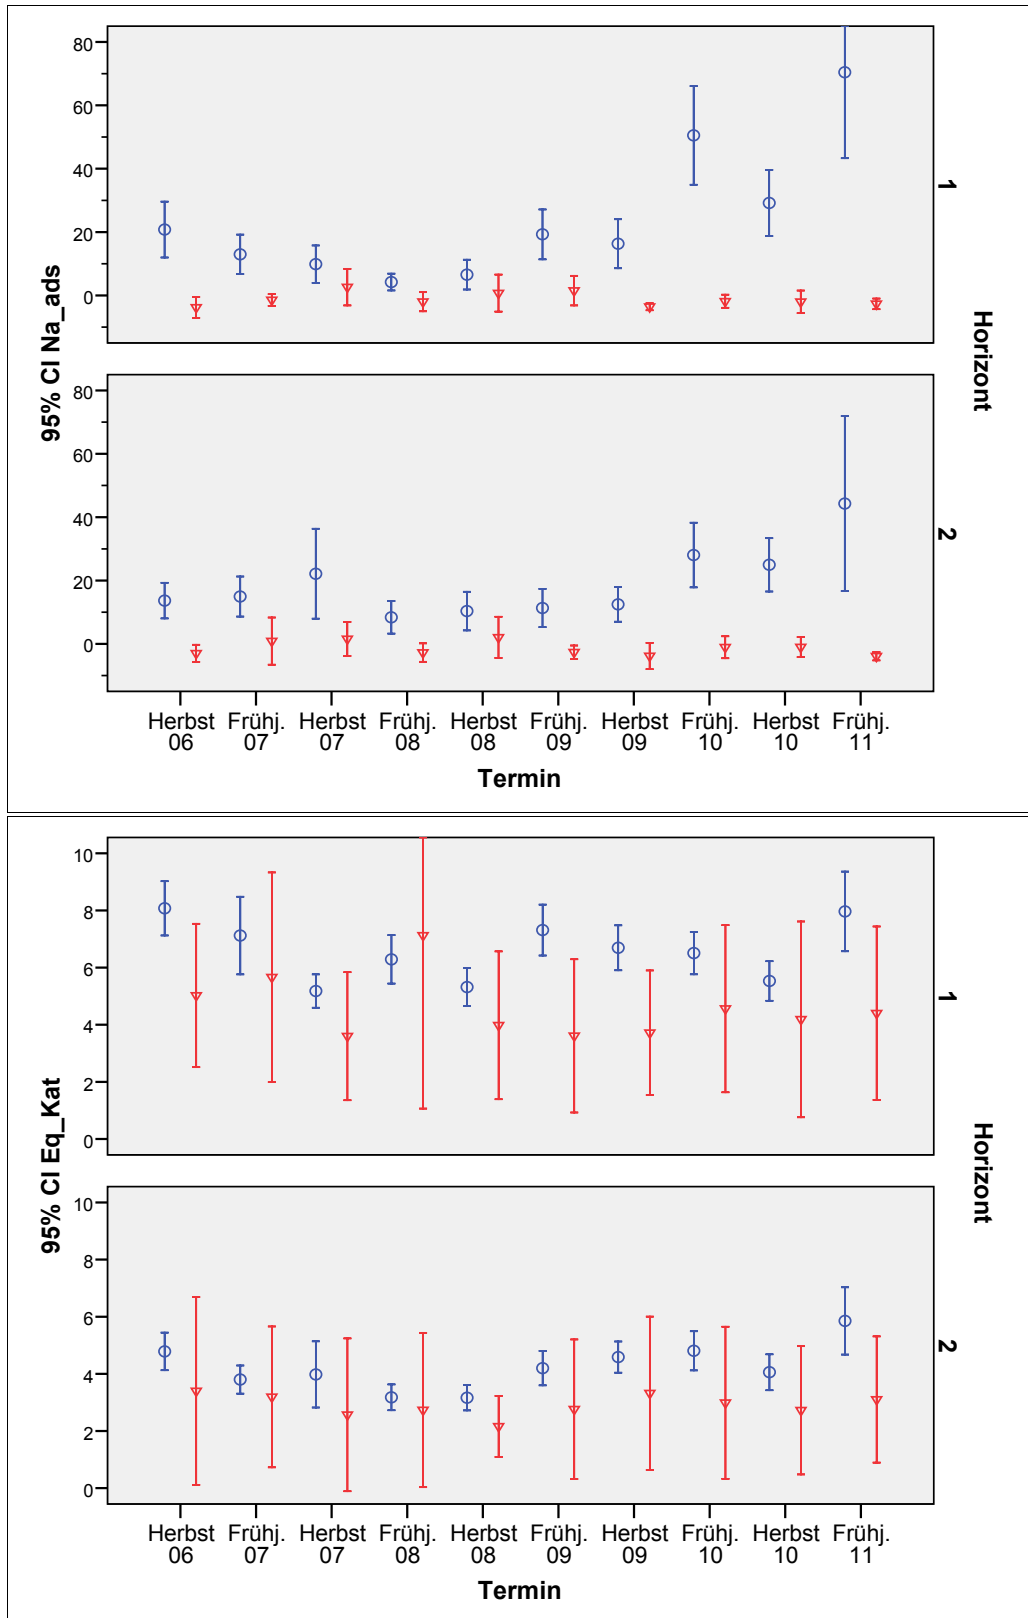 80
60
40
20
0
1
80
60
40
20
0
2
95% CI Na_ads
Horizont
Herbst 06
Frühj. 07
Herbst 07
Frühj. 08
Herbst 08
Frühj. 09
Herbst 09
Frühj. 10
Herbst 10
Frühj. 11
Termin
10
8
6
4
2
0
1
10
8
6
4
2
0
2
95% CI Eq_Kat
Horizont
Herbst 06
Frühj. 07
Herbst 07
Frühj. 08
Herbst 08
Frühj. 09
Herbst 09
Frühj. 10
Herbst 10
Frühj. 11
Termin